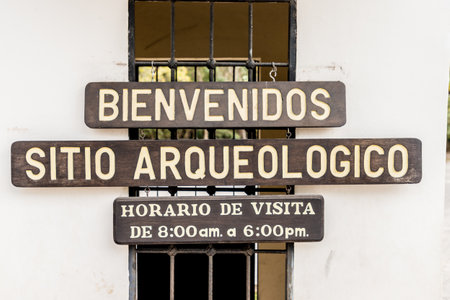 BIENVENIDOS
SITIO ARQUEOLOGICO
HORARIO DE VISITA
DE 8:00am. a 6:00pm.